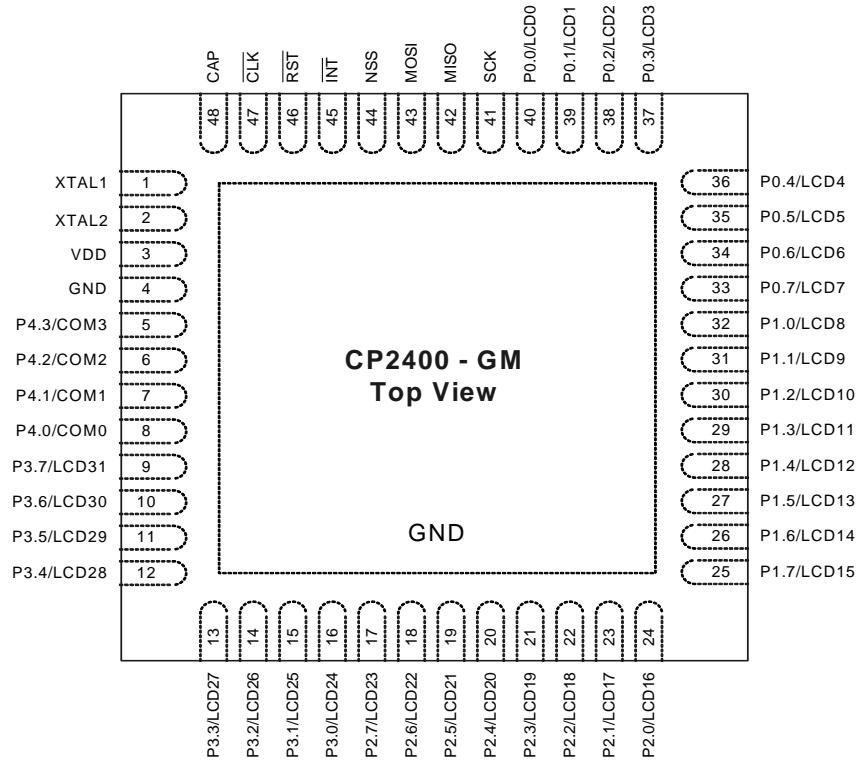 CAP
CLK
RST
INT
NSS
MOSI
MISO
SCK
P0.0/LCD0
P0.1/LCD1
P0.2/LCD2
P0.3/LCD3
48
47
46
45
44
43
42
41
40
39
38
37
XTAL1 1
XTAL2 2
VDD 3
GND 4
P4.3/COM3 5
P4.2/COM2 6
P4.1/COM1 7
P4.0/COM0 8
P3.7/LCD31 9
P3.6/LCD30 10
P3.5/LCD29 11
P3.4/LCD28 12
CP2400 - GM
Top View
GND
36 P0.4/LCD4
35 P0.5/LCD5
34 P0.6/LCD6
33 P0.7/LCD7
32 P1.0/LCD8
31 P1.1/LCD9
30 P1.2/LCD10
29 P1.3/LCD11
28 P1.4/LCD12
27 P1.5/LCD13
26 P1.6/LCD14
25 P1.7/LCD15
13
14
15
16
17
18
19
20
21
22
23
24
P3.3/LCD27
P3.2/LCD26
P3.1/LCD25
P3.0/LCD24
P2.7/LCD23
P2.6/LCD22
P2.5/LCD21
P2.4/LCD20
P2.3/LCD19
P2.2/LCD18
P2.1/LCD17
P2.0/LCD16